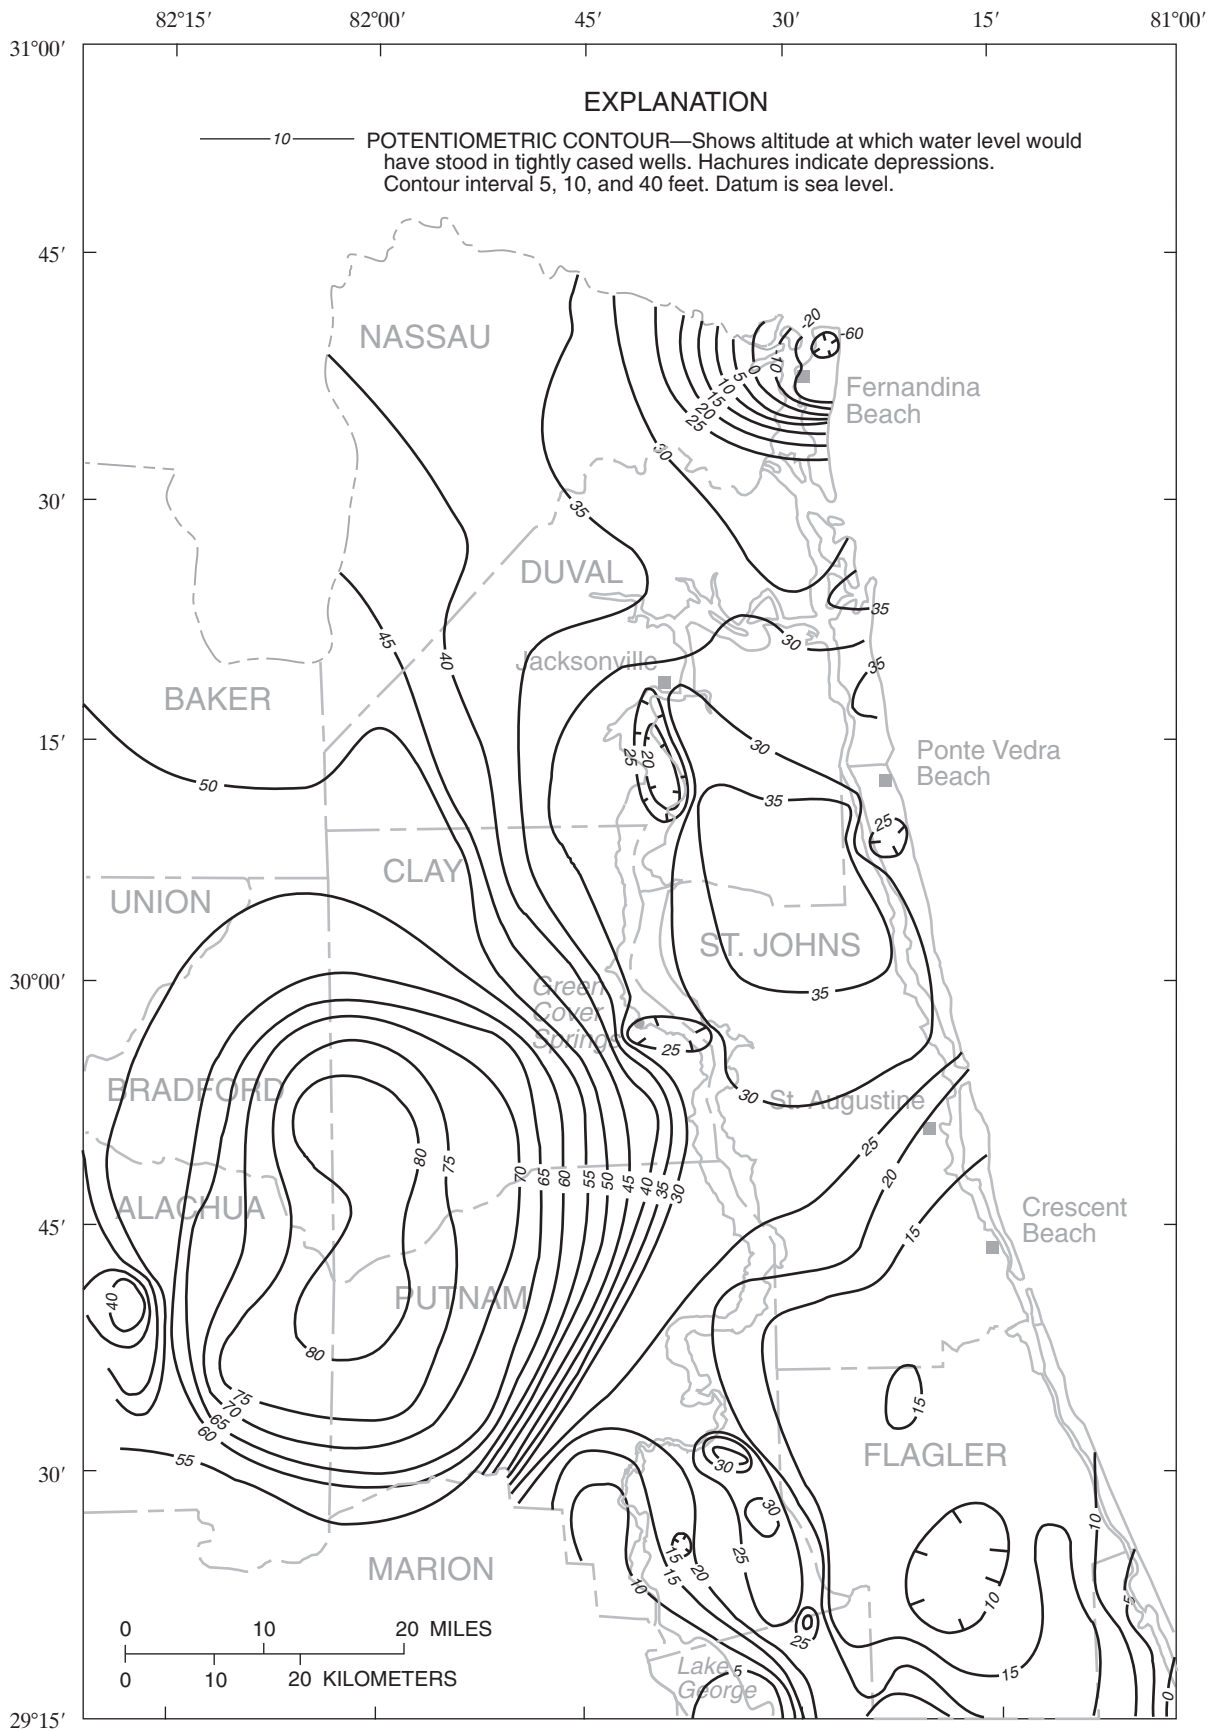 82°15′ 82°00′ 45′ 30′ 15′ 81°00′
31°00′
EXPLANATION
10 POTENTIOMETRIC CONTOUR—Shows altitude at which water level would
have stood in tightly cased wells. Hachures indicate depressions.
Contour interval 5, 10, and 40 feet. Datum is sea level.
45′
-20
-60
NASSAU
0
-10
5
10
15
20
25
Fernandina
Beach
30
30′
35
DUVAL
35
45
40
30
Jacksonville
35
BAKER
15′
30
25
20
Ponte Vedra
Beach
50
35
25
CLAY
UNION
ST. JOHNS
30°00′
35
Green
Cover
Springs
25
BRADFORD
30
St. Augustine
25
80
75
70 65 60 55 50 45 40 35 30
20
ALACHUA
45′
15
Crescent
Beach
40
PUTNAM
80
75
70
65
60
15
FLAGLER
55
30
30′
30
10
15
25
MARION
20
15
10
10
5
25
0 10 20 MILES
0 10 20 KILOMETERS
Lake
George
5
15
0
29°15′